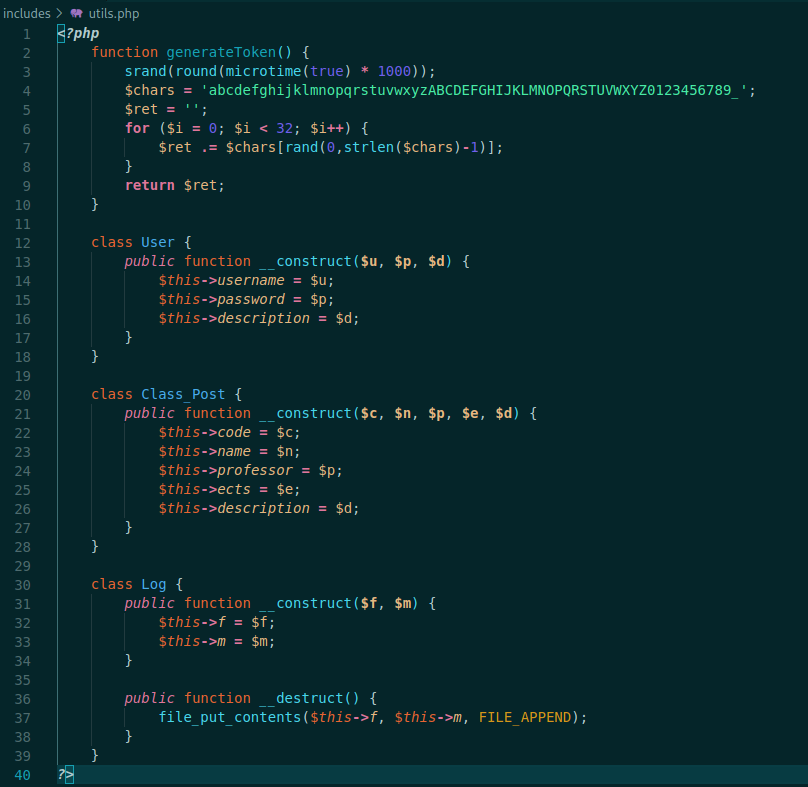 includes > utils.php
1 <?php
2     function generateToken() {
3         srand(round(microtime(true) * 1000));
4         $chars = 'abcdefghijklmnopqrstuvwxyzABCDEFGHIJKLMNOPQRSTUVWXYZ0123456789_';
5         $ret = '';
6         for ($i = 0; $i < 32; $i++) {
7             $ret .= $chars[rand(0,strlen($chars)-1)];
8         }
9         return $ret;
10     }
11
12     class User {
13         public function __construct($u, $p, $d) {
14             $this->username = $u;
15             $this->password = $p;
16             $this->description = $d;
17         }
18     }
19
20     class Class_Post {
21         public function __construct($c, $n, $p, $e, $d) {
22             $this->code = $c;
23             $this->name = $n;
24             $this->professor = $p;
25             $this->ects = $e;
26             $this->description = $d;
27         }
28     }
29
30     class Log {
31         public function __construct($f, $m) {
32             $this->f = $f;
33             $this->m = $m;
34         }
35
36         public function __destruct() {
37             file_put_contents($this->f, $this->m, FILE_APPEND);
38         }
39     }
40 ?>